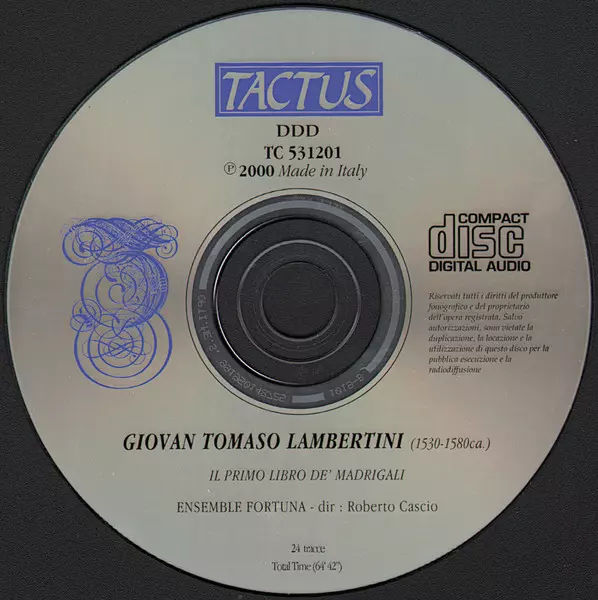 TACTUS
DDD
TC 531201
℗ 2000 Made in Italy
COMPACT
disc
DIGITAL AUDIO
Riservati tutti i diritti del produttore
fonografico e del proprietario
dell'opera registrata. Salvo
autorizzazioni, sono vietate la
duplicazione, la locazione e la
utilizzazione di questo disco per la
pubblica esecuzione e la
radiodiffusione
GIOVAN TOMASO LAMBERTINI (1530-1580ca.)
IL PRIMO LIBRO DE' MADRIGALI
ENSEMBLE FORTUNA - dir : Roberto Cascio
24 tracce
Total Time (64' 42")